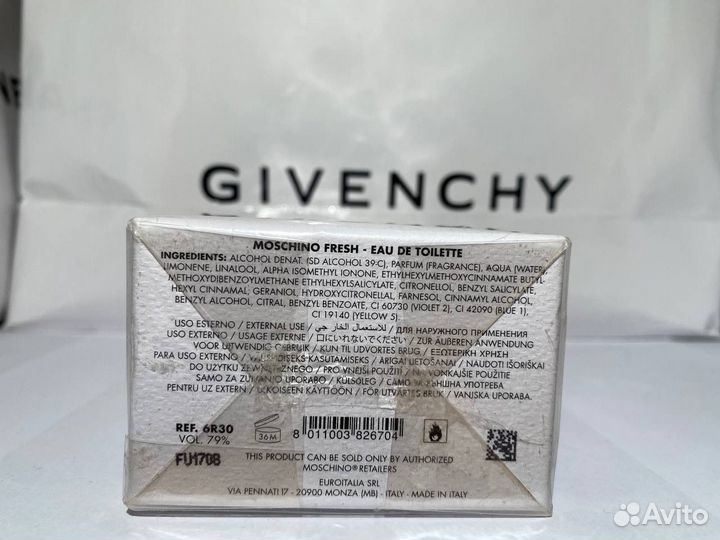 GIVENCHY
MOSCHINO FRESH - EAU DE TOILETTE
INGREDIENTS: ALCOHOL DENAT. (SD ALCOHOL 39-C), PARFUM (FRAGRANCE), AQUA (WATER),
LIMONENE, LINALOOL, ALPHA ISOMETHYL IONONE, ETHYLHEXYLMETHOXYCINNAMATE BUTYL-
METHOXYDIBENZOYLMETHANE ETHYLHEXYLSALICYLATE, CITRONELLOL, BENZYL SALICYLATE,
HEXYL CINNAMAL, GERANIOL, HYDROXYCITRONELLAL, FARNESOL, CINNAMYL ALCOHOL,
BENZYL ALCOHOL, CITRAL, BENZYL BENZOATE, CI 60730 (VIOLET 2), CI 42090 (BLUE 1),
CI 19140 (YELLOW 5)
USO ESTERNO / EXTERNAL USE / للاستعمال الخارجي / ДЛЯ НАРУЖНОГО ПРИМЕНЕНИЯ
USO EXTERNO / USAGE EXTERNE / 口にいれないでください / ZUR ÄUßEREN ANWENDUNG
VOOR UITWENDIG GEBRUIK / KUN TIL UDVORTES BRUG / ΕΞΩΤΕΡΙΚΗ ΧΡΗΣΗ
PARA USO EXTERNO / KASUTAMISEKS / ĀRĪGAI LIETOŠANAI / NAUDOTI IŠORIŠKAI
DO UŻYTKU ZEWNĘTRZNEGO / PRO VNĚJŠÍ POUŽITÍ / NA VONKAJŠIE POUŽITIE
SAMO ZA ZUNANJO UPORABO / KÜLSŐLEG / САМО ЗА ВЪНШНА УПОТРЕБА
PENTRU UZ EXTERN / ULKOISEEN KÄYTTÖÖN / FÖR UTVÄRTES BRUK / VANJSKA UPORABA.
REF. 6R30
VOL. 79%
36M
8 011003 826704
FU1708
THIS PRODUCT CAN BE SOLD ONLY BY AUTHORIZED
MOSCHINO® RETAILERS
EUROITALIA SRL
VIA PENNATI 17 - 20900 MONZA (MB) - ITALY - MADE IN ITALY
Avito